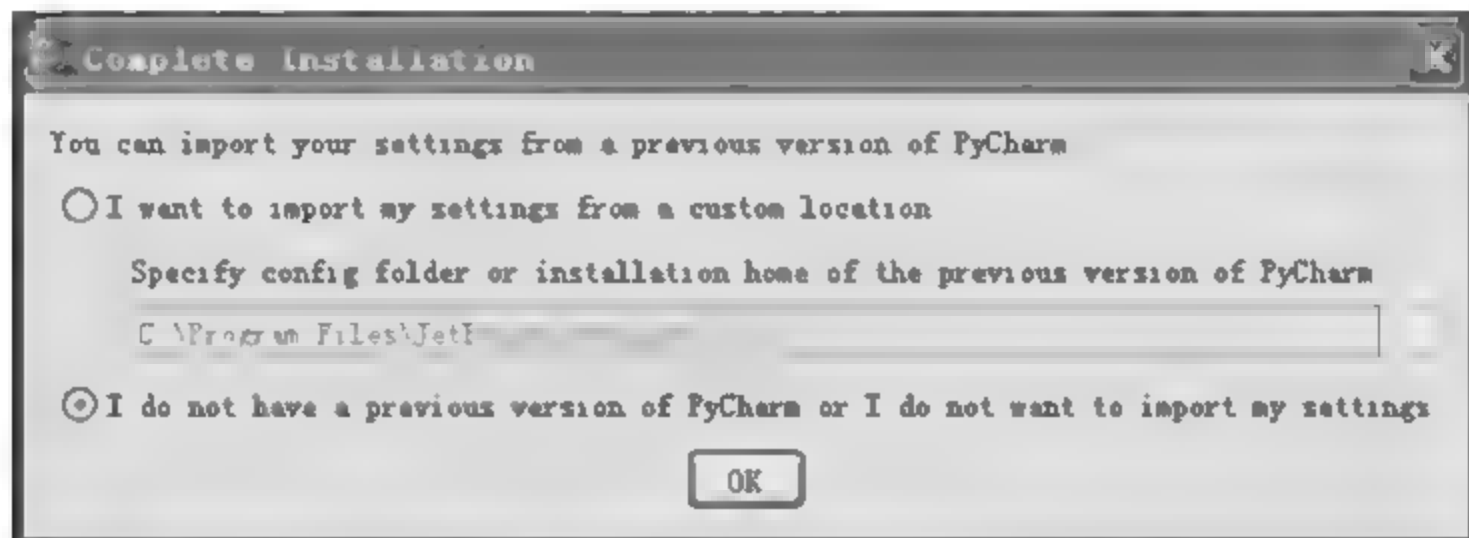 Complete Installation
You can import your settings from a previous version of PyCharm
I want to import my settings from a custom location
Specify config folder or installation home of the previous version of PyCharm
C \Program Files\
I do not have a previous version of PyCharm or I do not want to import my settings
OK